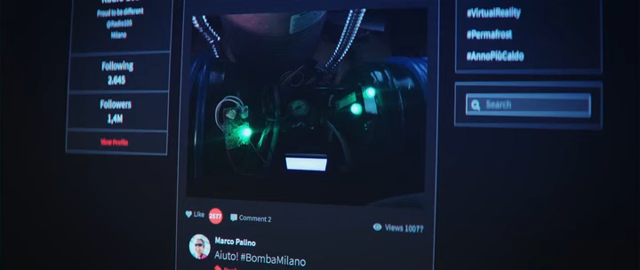 Proud to be different
@Radio105
Milano
Following
2.645
Followers
1,4M
View Profile
Like
2577
Comment 2
Views 10077
Marco Palino
Aiuto! #BombaMilano
#VirtualReality
#Permafrost
#AnnoPiùCaldo
Search